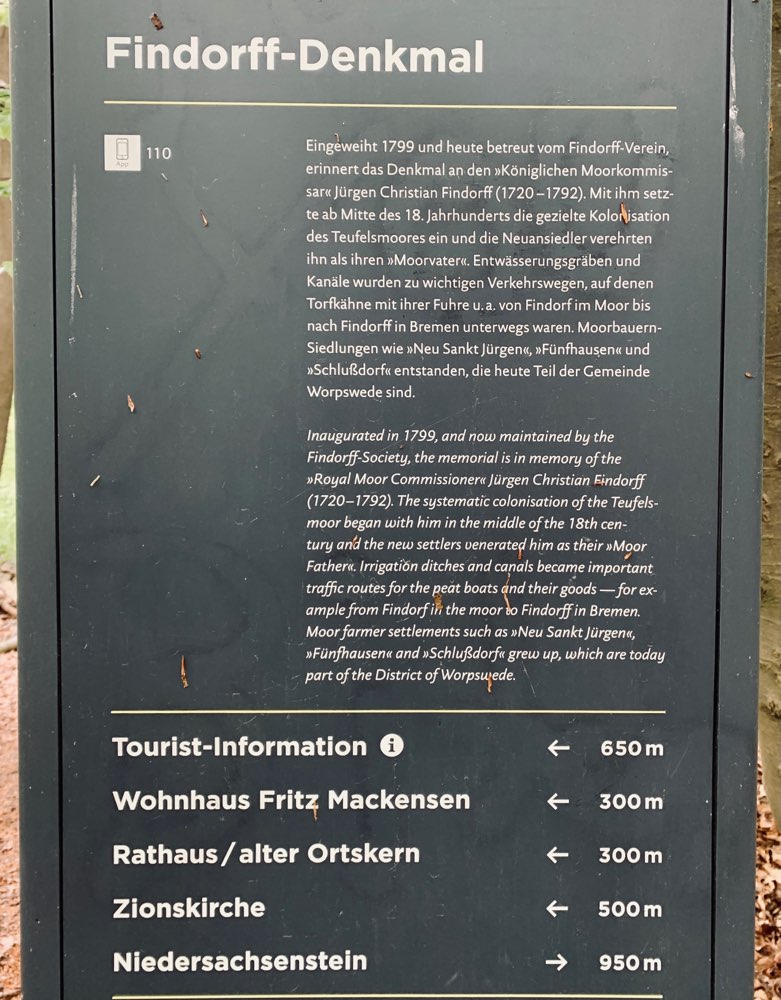 Findorff-Denkmal
App
110
Eingeweiht 1799 und heute betreut vom Findorff-Verein,
erinnert das Denkmal an den »Königlichen Moorkommis-
sar« Jürgen Christian Findorff (1720–1792). Mit ihm setz-
te ab Mitte des 18. Jahrhunderts die gezielte Kolonisation
des Teufelsmoores ein und die Neuansiedler verehrten
ihn als ihren »Moorvater«. Entwässerungsgräben und
Kanäle wurden zu wichtigen Verkehrswegen, auf denen
Torfkähne mit ihrer Fuhre u.a. von Findorf im Moor bis
nach Findorff in Bremen unterwegs waren. Moorbauern-
Siedlungen wie »Neu Sankt Jürgen«, »Fünfhausen« und
»Schlußdorf« entstanden, die heute Teil der Gemeinde
Worpswede sind.
Inaugurated in 1799, and now maintained by the
Findorff-Society, the memorial is in memory of the
»Royal Moor Commissioner« Jürgen Christian Findorff
(1720–1792). The systematic colonisation of the Teufels-
moor began with him in the middle of the 18th cen-
tury and the new settlers venerated him as their »Moor
Father«. Irrigation ditches and canals became important
traffic routes for the peat boats and their goods — for ex-
ample from Findorf in the moor to Findorff in Bremen.
Moor farmer settlements such as »Neu Sankt Jürgen«,
»Fünfhausen« and »Schlußdorf« grew up, which are today
part of the District of Worpswede.
Tourist-Information i ← 650 m
Wohnhaus Fritz Mackensen ← 300 m
Rathaus / alter Ortskern ← 300 m
Zionskirche ← 500 m
Niedersachsenstein → 950 m